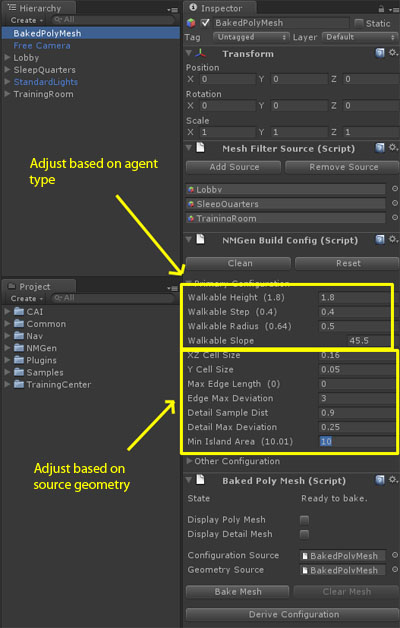 Hierarchy
Create
All
BakedPolyMesh
Free Camera
Lobby
SleepQuarters
StandardLights
TrainingRoom
Adjust based on agent
type
Project
Create
All
CAI
Common
Nav
NMGen
Plugins
Samples
TrainingCenter
Adjust based on
source geometry
Inspector
BakedPolyMesh Static
Tag Untagged Layer Default
Transform
Position
X 0 Y 0 Z 0
Rotation
X 0 Y 0 Z 0
Scale
X 1 Y 1 Z 1
Mesh Filter Source (Script)
Add Source Remove Source
Lobby
SleepQuarters
TrainingRoom
NMGen Build Config (Script)
Clean Reset
Primary Configuration
Walkable Height (1.8) 1.8
Walkable Step (0.4) 0.4
Walkable Radius (0.64) 0.5
Walkable Slope 45.5
XZ Cell Size 0.16
Y Cell Size 0.05
Max Edge Length (0) 0
Edge Max Deviation 3
Detail Sample Dist 0.9
Detail Max Deviation 0.25
Min Island Area (10.01) 10
Other Configuration
Baked Poly Mesh (Script)
State Ready to bake.
Display Poly Mesh
Display Detail Mesh
Configuration Source BakedPolyMesh
Geometry Source BakedPolyMesh
Bake Mesh Clear Mesh
Derive Configuration